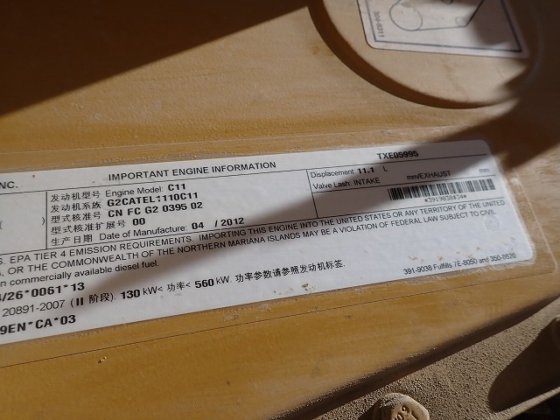 NC. IMPORTANT ENGINE INFORMATION TXE05995
发动机型号 Engine Model: C11 Displacement 11.1 L
发动机系族 G2CATEL1110C11 Valve Lash: INTAKE mm/EXHAUST mm
( ) 型式核准号 CN FC G2 0395 02
( ) 型式核准扩展号 00
生产日期 Date of Manufacture: 04 / 2012
. EPA TIER 4 EMISSION REQUIREMENTS. IMPORTING THIS ENGINE INTO THE UNITED STATES OR ANY TERRITORY OF THE UNITED
, OR THE COMMONWEALTH OF THE NORTHERN MARIANA ISLANDS MAY BE A VIOLATION OF FEDERAL LAW SUBJECT TO CIVIL
n commercially available diesel fuel.
/26*0061*13
20891-2007 (II 阶段). 130 kW< 功率< 560 kW. 功率参数请参照发动机标签.
9EN*CA*03
391-9038 Fulfills